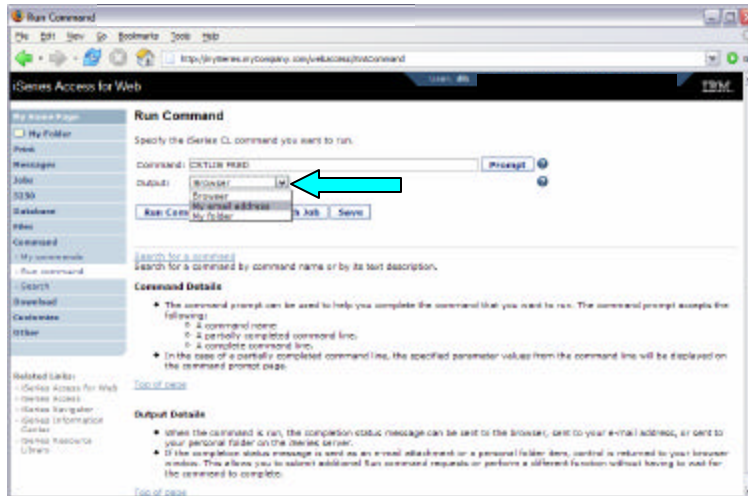 Run Command
File Edit View Go Bookmarks Tools Help
http://myiseries.mycompany.com/webaccess/iWARunCommand
iSeries Access for Web
User:
IBM.
My Home Page
My Folder
Print
Messages
Jobs
5250
Database
Files
Command
- My commands
- Run command
- Search
Download
Customize
Other
Related Links:
- iSeries Access for Web
- iSeries Access
- iSeries Navigator
- iSeries Information Center
- iSeries Resource Library
Run Command
Specify the iSeries CL command you want to run.
Command: CRTLIB FRED
Prompt
Output: Browser
Browser
My email address
My folder
Run Com
Job
Save
Search for a command
Search for a command by command name or by its text description.
Command Details
The command prompt can be used to help you complete the command that you want to run. The command prompt accepts the
following:
A command name
A partially completed command line.
A complete command line.
In the case of a partially completed command line, the specified parameter values from the command line will be displayed on
the command prompt page.
Top of page
Output Details
When the command is run, the completion status message can be sent to the browser, sent to your e-mail address, or sent to
your personal folder on the iSeries server.
If the completion status message is sent as an e-mail attachment or a personal folder item, control is returned to your browser
window. This allows you to submit additional Run command requests or perform a different function without having to wait for
the command to complete.
Top of page